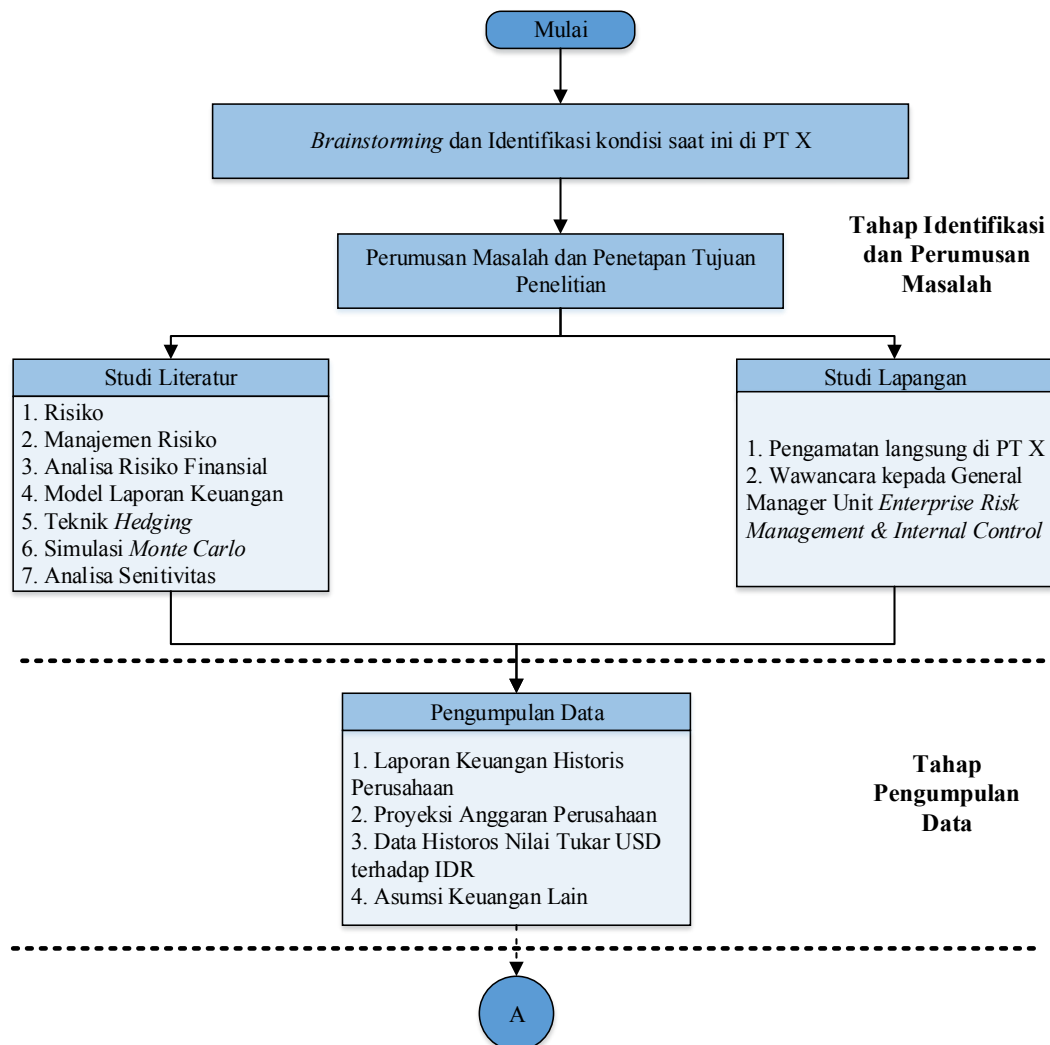 Mulai
Brainstorming dan Identifikasi kondisi saat ini di PT X
Perumusan Masalah dan Penetapan Tujuan
Penelitian
Tahap Identifikasi
dan Perumusan
Masalah
Studi Literatur
1. Risiko
2. Manajemen Risiko
3. Analisa Risiko Finansial
4. Model Laporan Keuangan
5. Teknik Hedging
6. Simulasi Monte Carlo
7. Analisa Senitivitas
Studi Lapangan
1. Pengamatan langsung di PT X
2. Wawancara kepada General
Manager Unit Enterprise Risk
Management & Internal Control
Pengumpulan Data
1. Laporan Keuangan Historis
Perusahaan
2. Proyeksi Anggaran Perusahaan
3. Data Historos Nilai Tukar USD
terhadap IDR
4. Asumsi Keuangan Lain
Tahap
Pengumpulan
Data
A